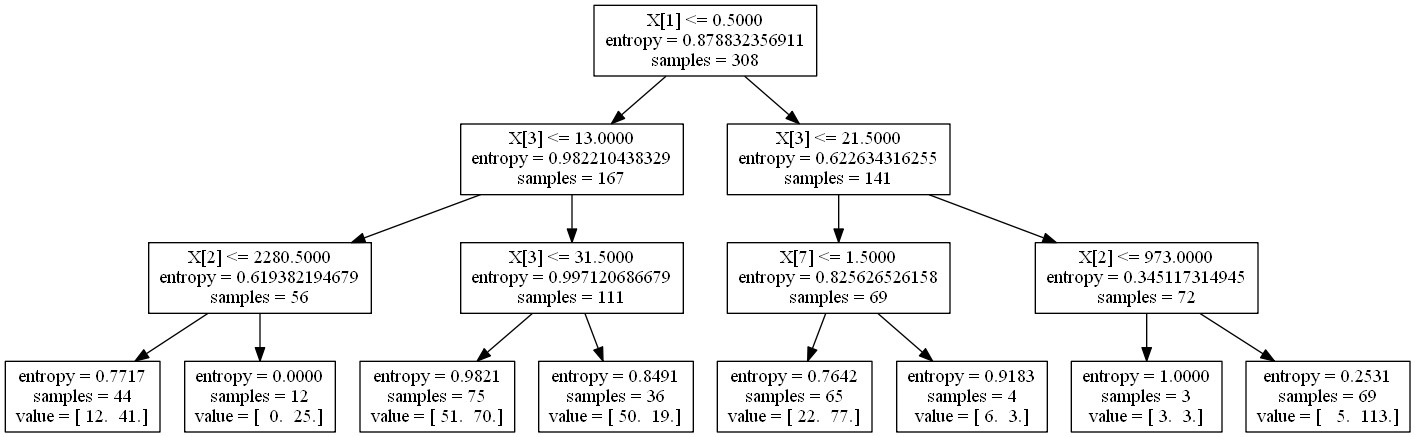 X[1] <= 0.5000
entropy = 0.878832356911
samples = 308
X[3] <= 13.0000
entropy = 0.982210438329
samples = 167
X[3] <= 21.5000
entropy = 0.622634316255
samples = 141
X[2] <= 2280.5000
entropy = 0.619382194679
samples = 56
X[3] <= 31.5000
entropy = 0.997120686679
samples = 111
X[7] <= 1.5000
entropy = 0.825626526158
samples = 69
X[2] <= 973.0000
entropy = 0.345117314945
samples = 72
entropy = 0.7717
samples = 44
value = [ 12.  41.]
entropy = 0.0000
samples = 12
value = [  0.  25.]
entropy = 0.9821
samples = 75
value = [ 51.  70.]
entropy = 0.8491
samples = 36
value = [ 50.  19.]
entropy = 0.7642
samples = 65
value = [ 22.  77.]
entropy = 0.9183
samples = 4
value = [ 6.  3.]
entropy = 1.0000
samples = 3
value = [ 3.  3.]
entropy = 0.2531
samples = 69
value = [   5.  113.]